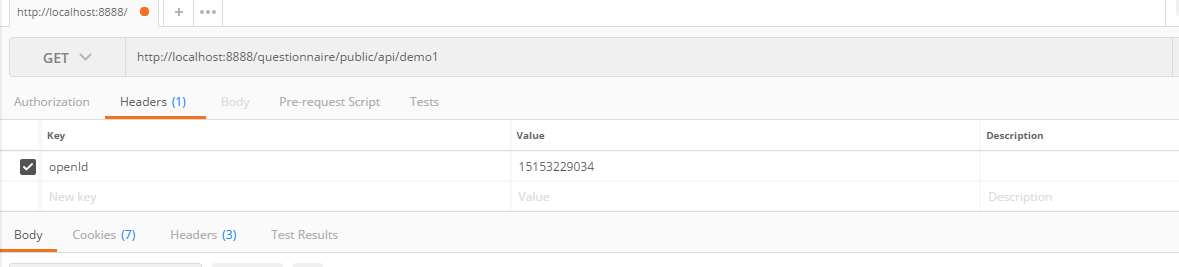 http://localhost:8888/
GET http://localhost:8888/questionnaire/public/api/demo1
Authorization Headers (1) Body Pre-request Script Tests
Key Value Description
openId 15153229034
New key Value Description
Body Cookies (7) Headers (3) Test Results